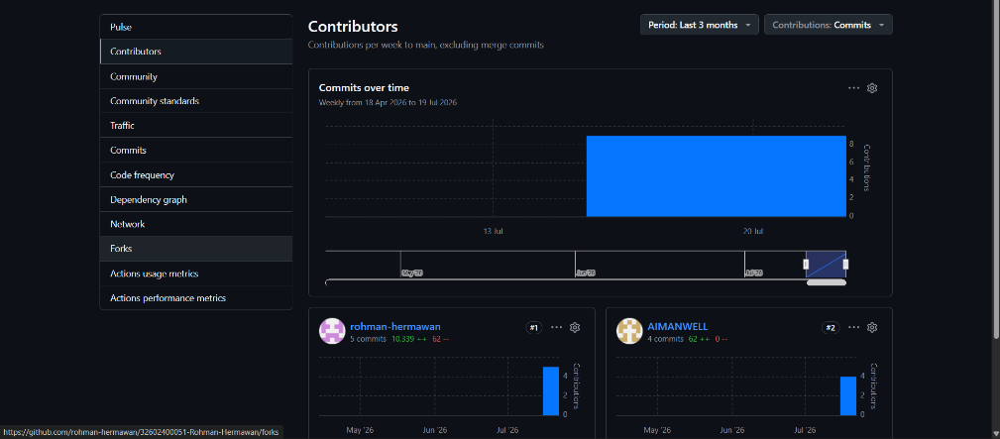 Pulse
Contributors
Community
Community standards
Traffic
Commits
Code frequency
Dependency graph
Network
Forks
Actions usage metrics
Actions performance metrics
Contributors
Contributions per week to main, excluding merge commits
Period: Last 3 months
Contributions: Commits
Commits over time
Weekly from 18 Apr 2026 to 19 Jul 2026
8
6
4
2
0
Contributions
13 Jul
20 Jul
May '26
Jun '26
Jul '26
rohman-hermawan
#1
5 commits 10.339 ++ 62 --
4
2
0
Contributions
May '26
Jun '26
Jul '26
AIMANWELL
#2
4 commits 62 ++ 0 --
4
2
0
Contributions
May '26
Jun '26
Jul '26
https://github.com/rohman-hermawan/32602400051-Rohman-Hermawan/forks